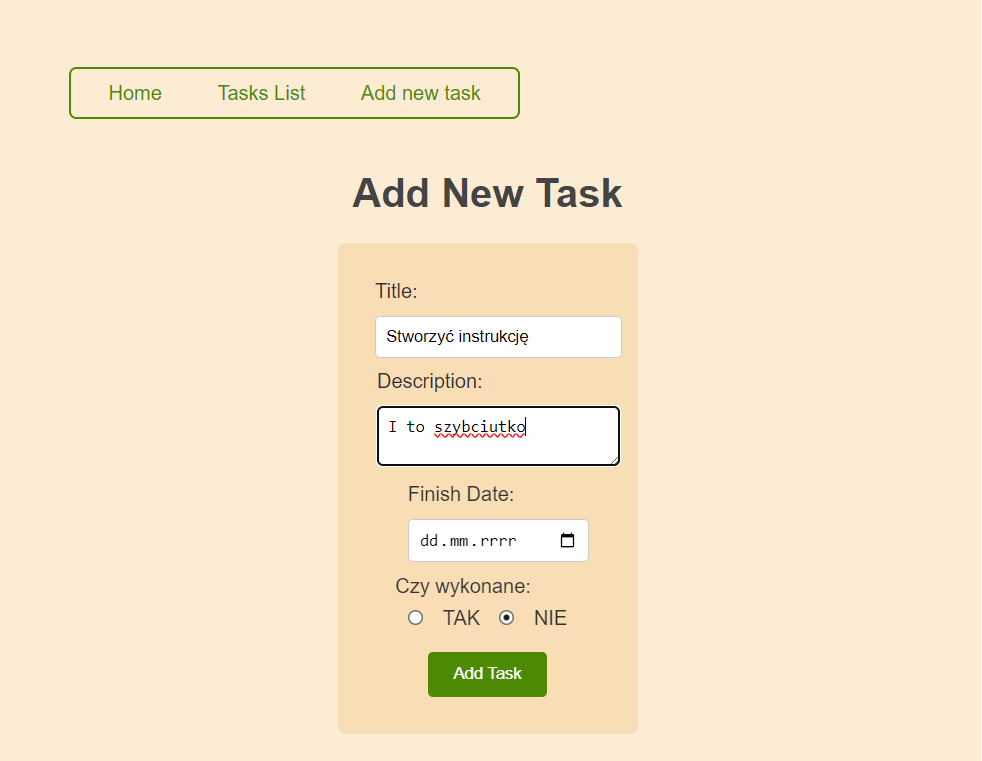 Home Tasks List Add new task
Add New Task
Title:
Stworzyć instrukcję
Description:
I to szybciutko
Finish Date:
dd.mm.rrrr
Czy wykonane:
TAK NIE
Add Task